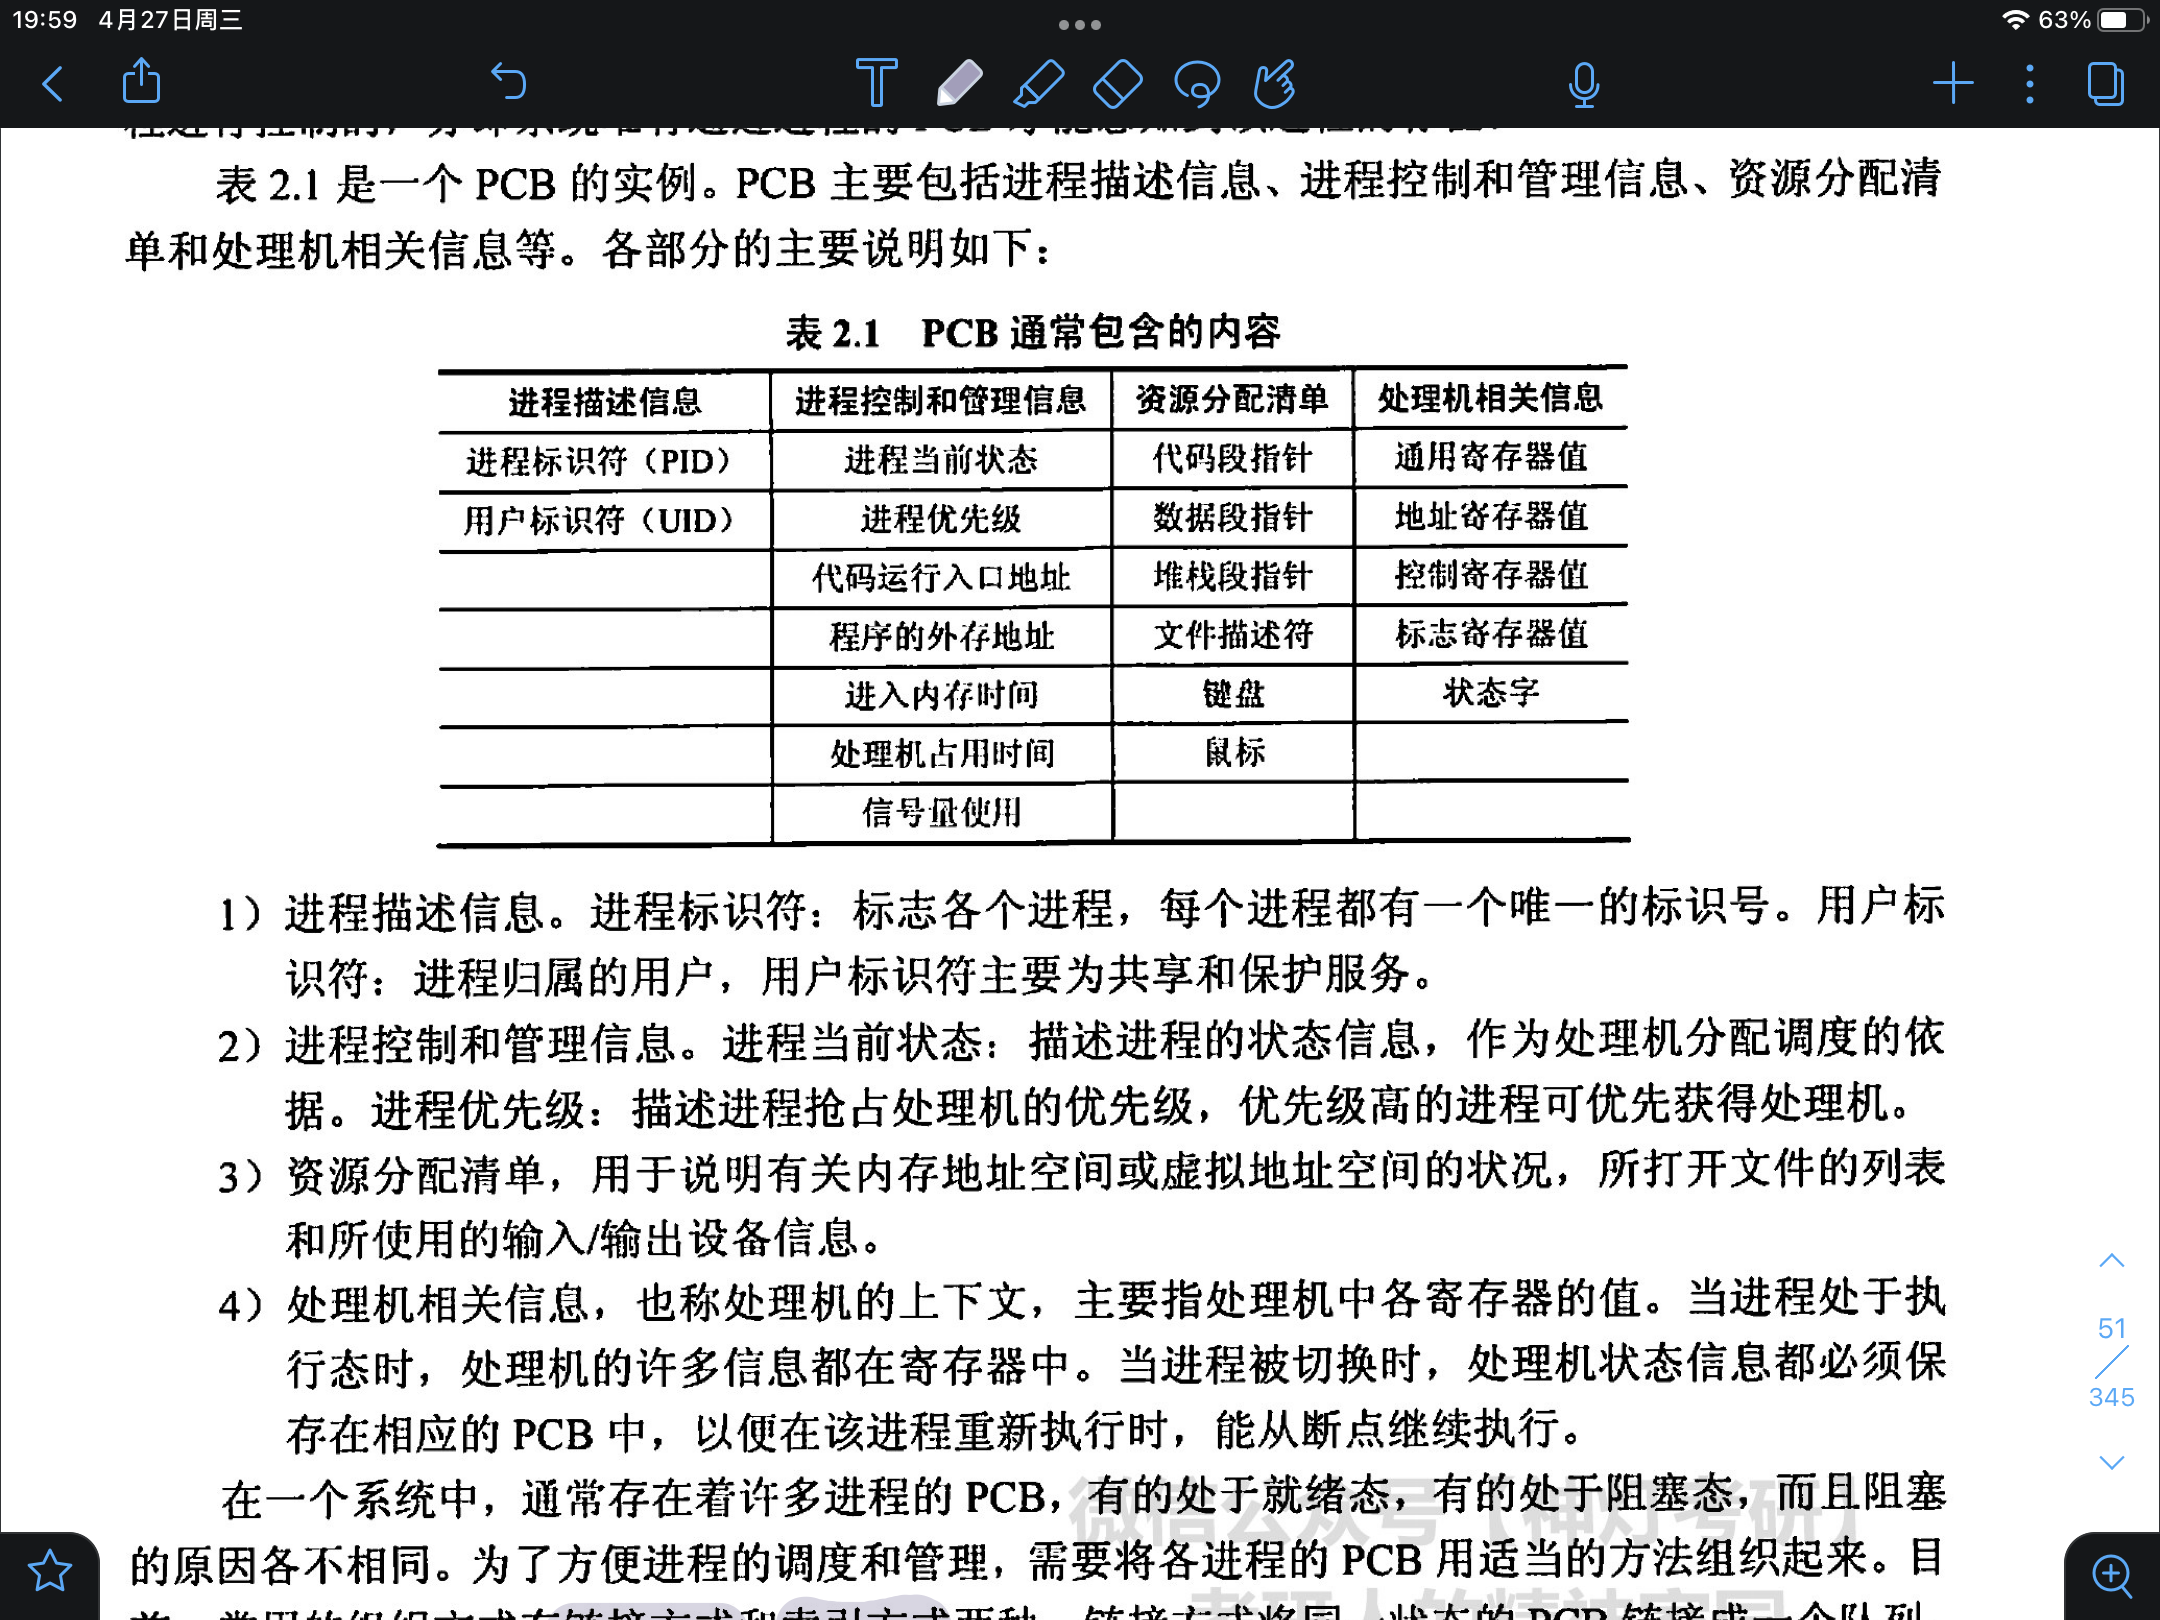 19:59 4月27日周三
63%
表 2.1 是一个 PCB 的实例。PCB 主要包括进程描述信息、进程控制和管理信息、资源分配清
单和处理机相关信息等。各部分的主要说明如下：
表 2.1 PCB 通常包含的内容
进程描述信息 进程控制和管理信息 资源分配清单 处理机相关信息
进程标识符（PID） 进程当前状态 代码段指针 通用寄存器值
用户标识符（UID） 进程优先级 数据段指针 地址寄存器值
代码运行入口地址 堆栈段指针 控制寄存器值
程序的外存地址 文件描述符 标志寄存器值
进入内存时间 键盘 状态字
处理机占用时间 鼠标
信号量使用
1）进程描述信息。进程标识符：标志各个进程，每个进程都有一个唯一的标识号。用户标
识符：进程归属的用户，用户标识符主要为共享和保护服务。
2）进程控制和管理信息。进程当前状态：描述进程的状态信息，作为处理机分配调度的依
据。进程优先级：描述进程抢占处理机的优先级，优先级高的进程可优先获得处理机。
3）资源分配清单，用于说明有关内存地址空间或虚拟地址空间的状况，所打开文件的列表
和所使用的输入/输出设备信息。
4）处理机相关信息，也称处理机的上下文，主要指处理机中各寄存器的值。当进程处于执
行态时，处理机的许多信息都在寄存器中。当进程被切换时，处理机状态信息都必须保
存在相应的 PCB 中，以便在该进程重新执行时，能从断点继续执行。
在一个系统中，通常存在着许多进程的 PCB，有的处于就绪态，有的处于阻塞态，而且阻塞
的原因各不相同。为了方便进程的调度和管理，需要将各进程的 PCB 用适当的方法组织起来。目
微信公众号【神灯考研】
51
/
345